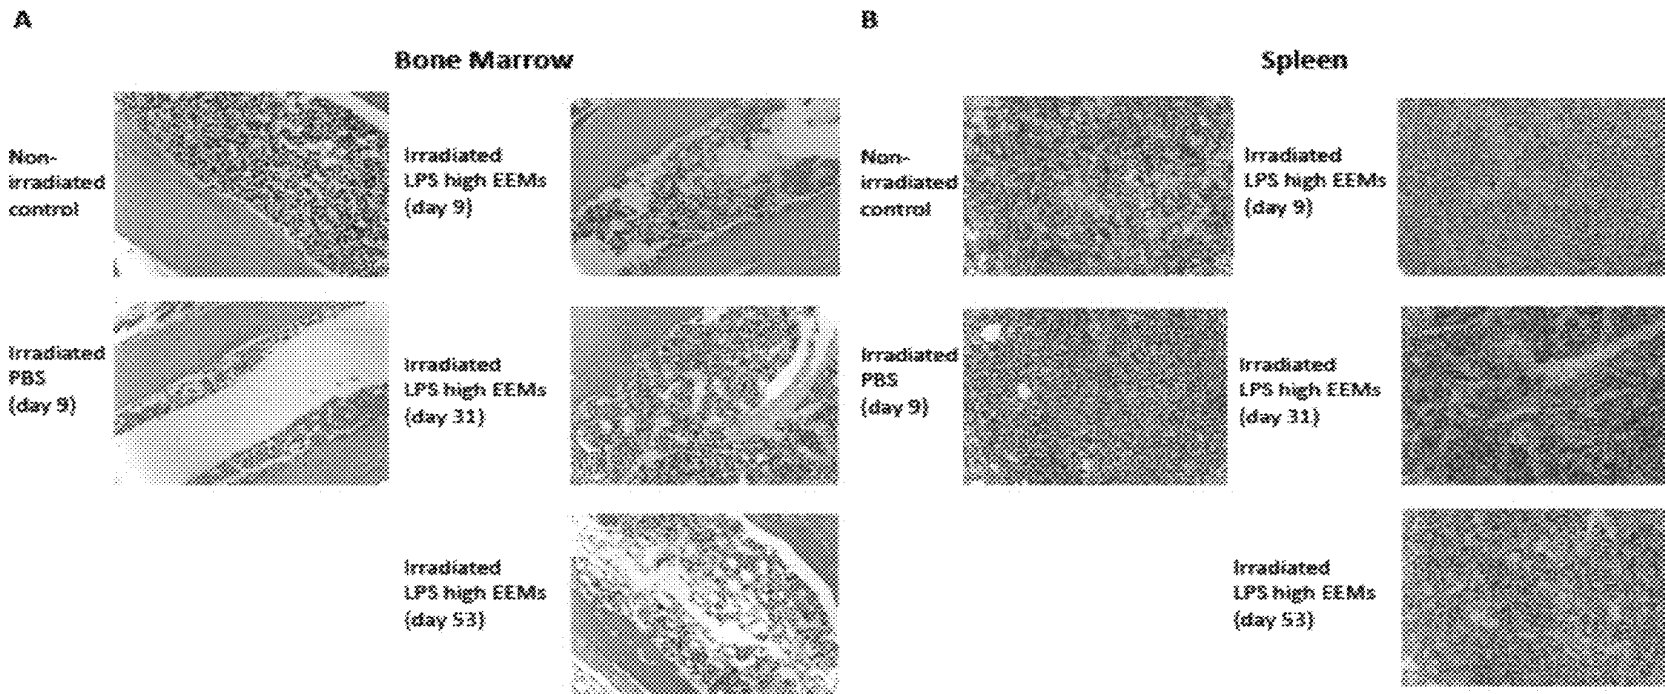 A
Bone Marrow
Non-
irradiated
control
Irradiated
LPS high EEMs
(day 9)
Irradiated
PBS
(day 9)
Irradiated
LPS high EEMs
(day 31)
Irradiated
LPS high EEMs
(day 53)
B
Spleen
Non-
irradiated
control
Irradiated
LPS high EEMs
(day 9)
Irradiated
PBS
(day 9)
Irradiated
LPS high EEMs
(day 31)
Irradiated
LPS high EEMs
(day 53)